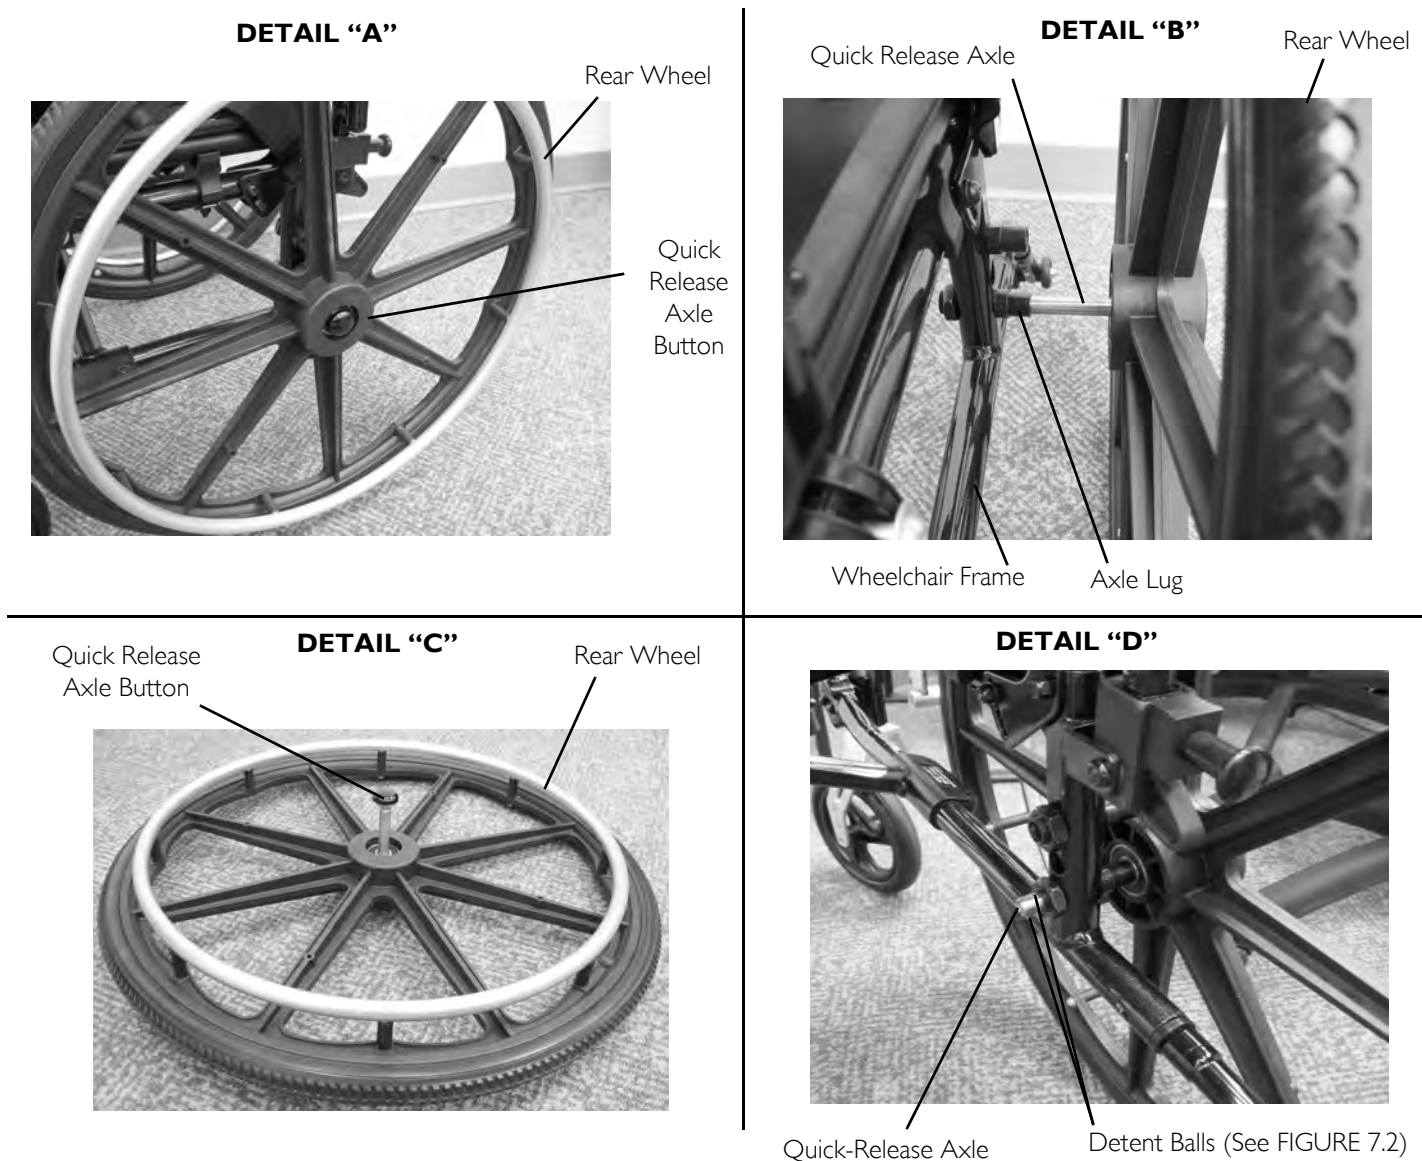 DETAIL “A”
Rear Wheel
Quick
Release
Axle
Button
DETAIL “B”
Quick Release Axle
Rear Wheel
Wheelchair Frame
Axle Lug
DETAIL “C”
Quick Release
Axle Button
Rear Wheel
DETAIL “D”
Quick-Release Axle
Detent Balls (See FIGURE 7.2)